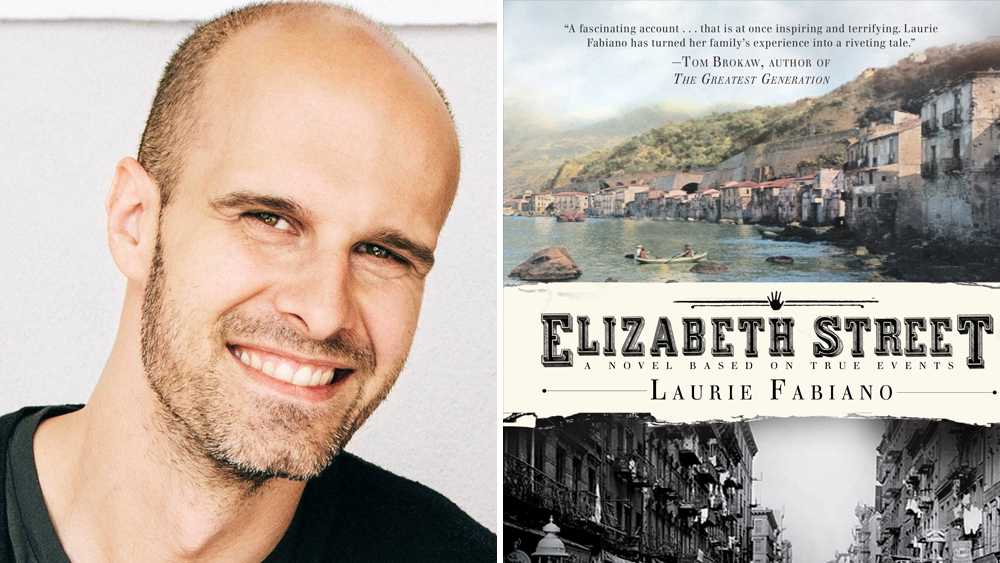 “A fascinating account . . . that is at once inspiring and terrifying. Laurie
Fabiano has turned her family’s experience into a riveting tale.”
—Tom Brokaw, author of
The Greatest Generation
Elizabeth Street
A NOVEL BASED ON TRUE EVENTS
Laurie Fabiano